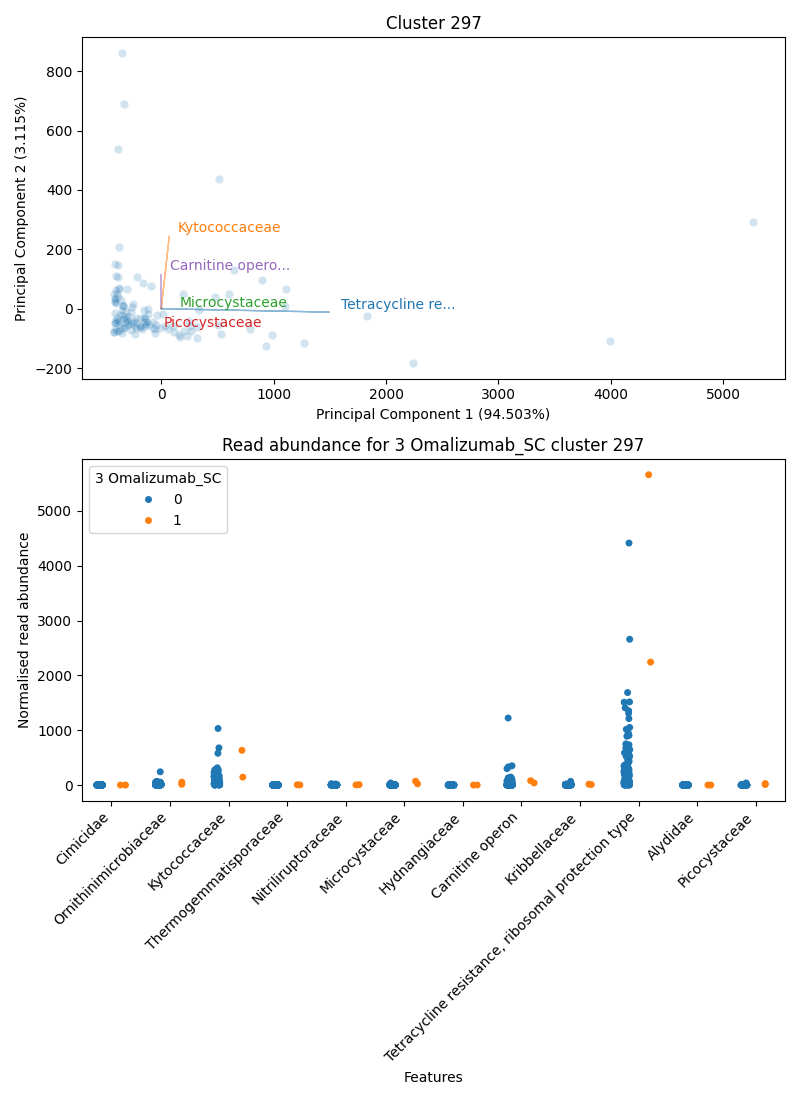 Cluster 297
800
600
400
200
0
−200
Principal Component 2 (3.115%)
Kytococcaceae
Carnitine opero...
Microcystaceae
Tetracycline re...
Picocystaceae
0 1000 2000 3000 4000 5000
Principal Component 1 (94.503%)
Read abundance for 3 Omalizumab_SC cluster 297
3 Omalizumab_SC
0
1
5000
4000
3000
2000
1000
0
Normalised read abundance
Cimicidae
Ornithinimicrobiaceae
Kytococcaceae
Thermogemmatisporaceae
Nitriliruptoraceae
Microcystaceae
Hydnangiaceae
Carnitine operon
Kribbellaceae
Tetracycline resistance, ribosomal protection type
Alydidae
Picocystaceae
Features